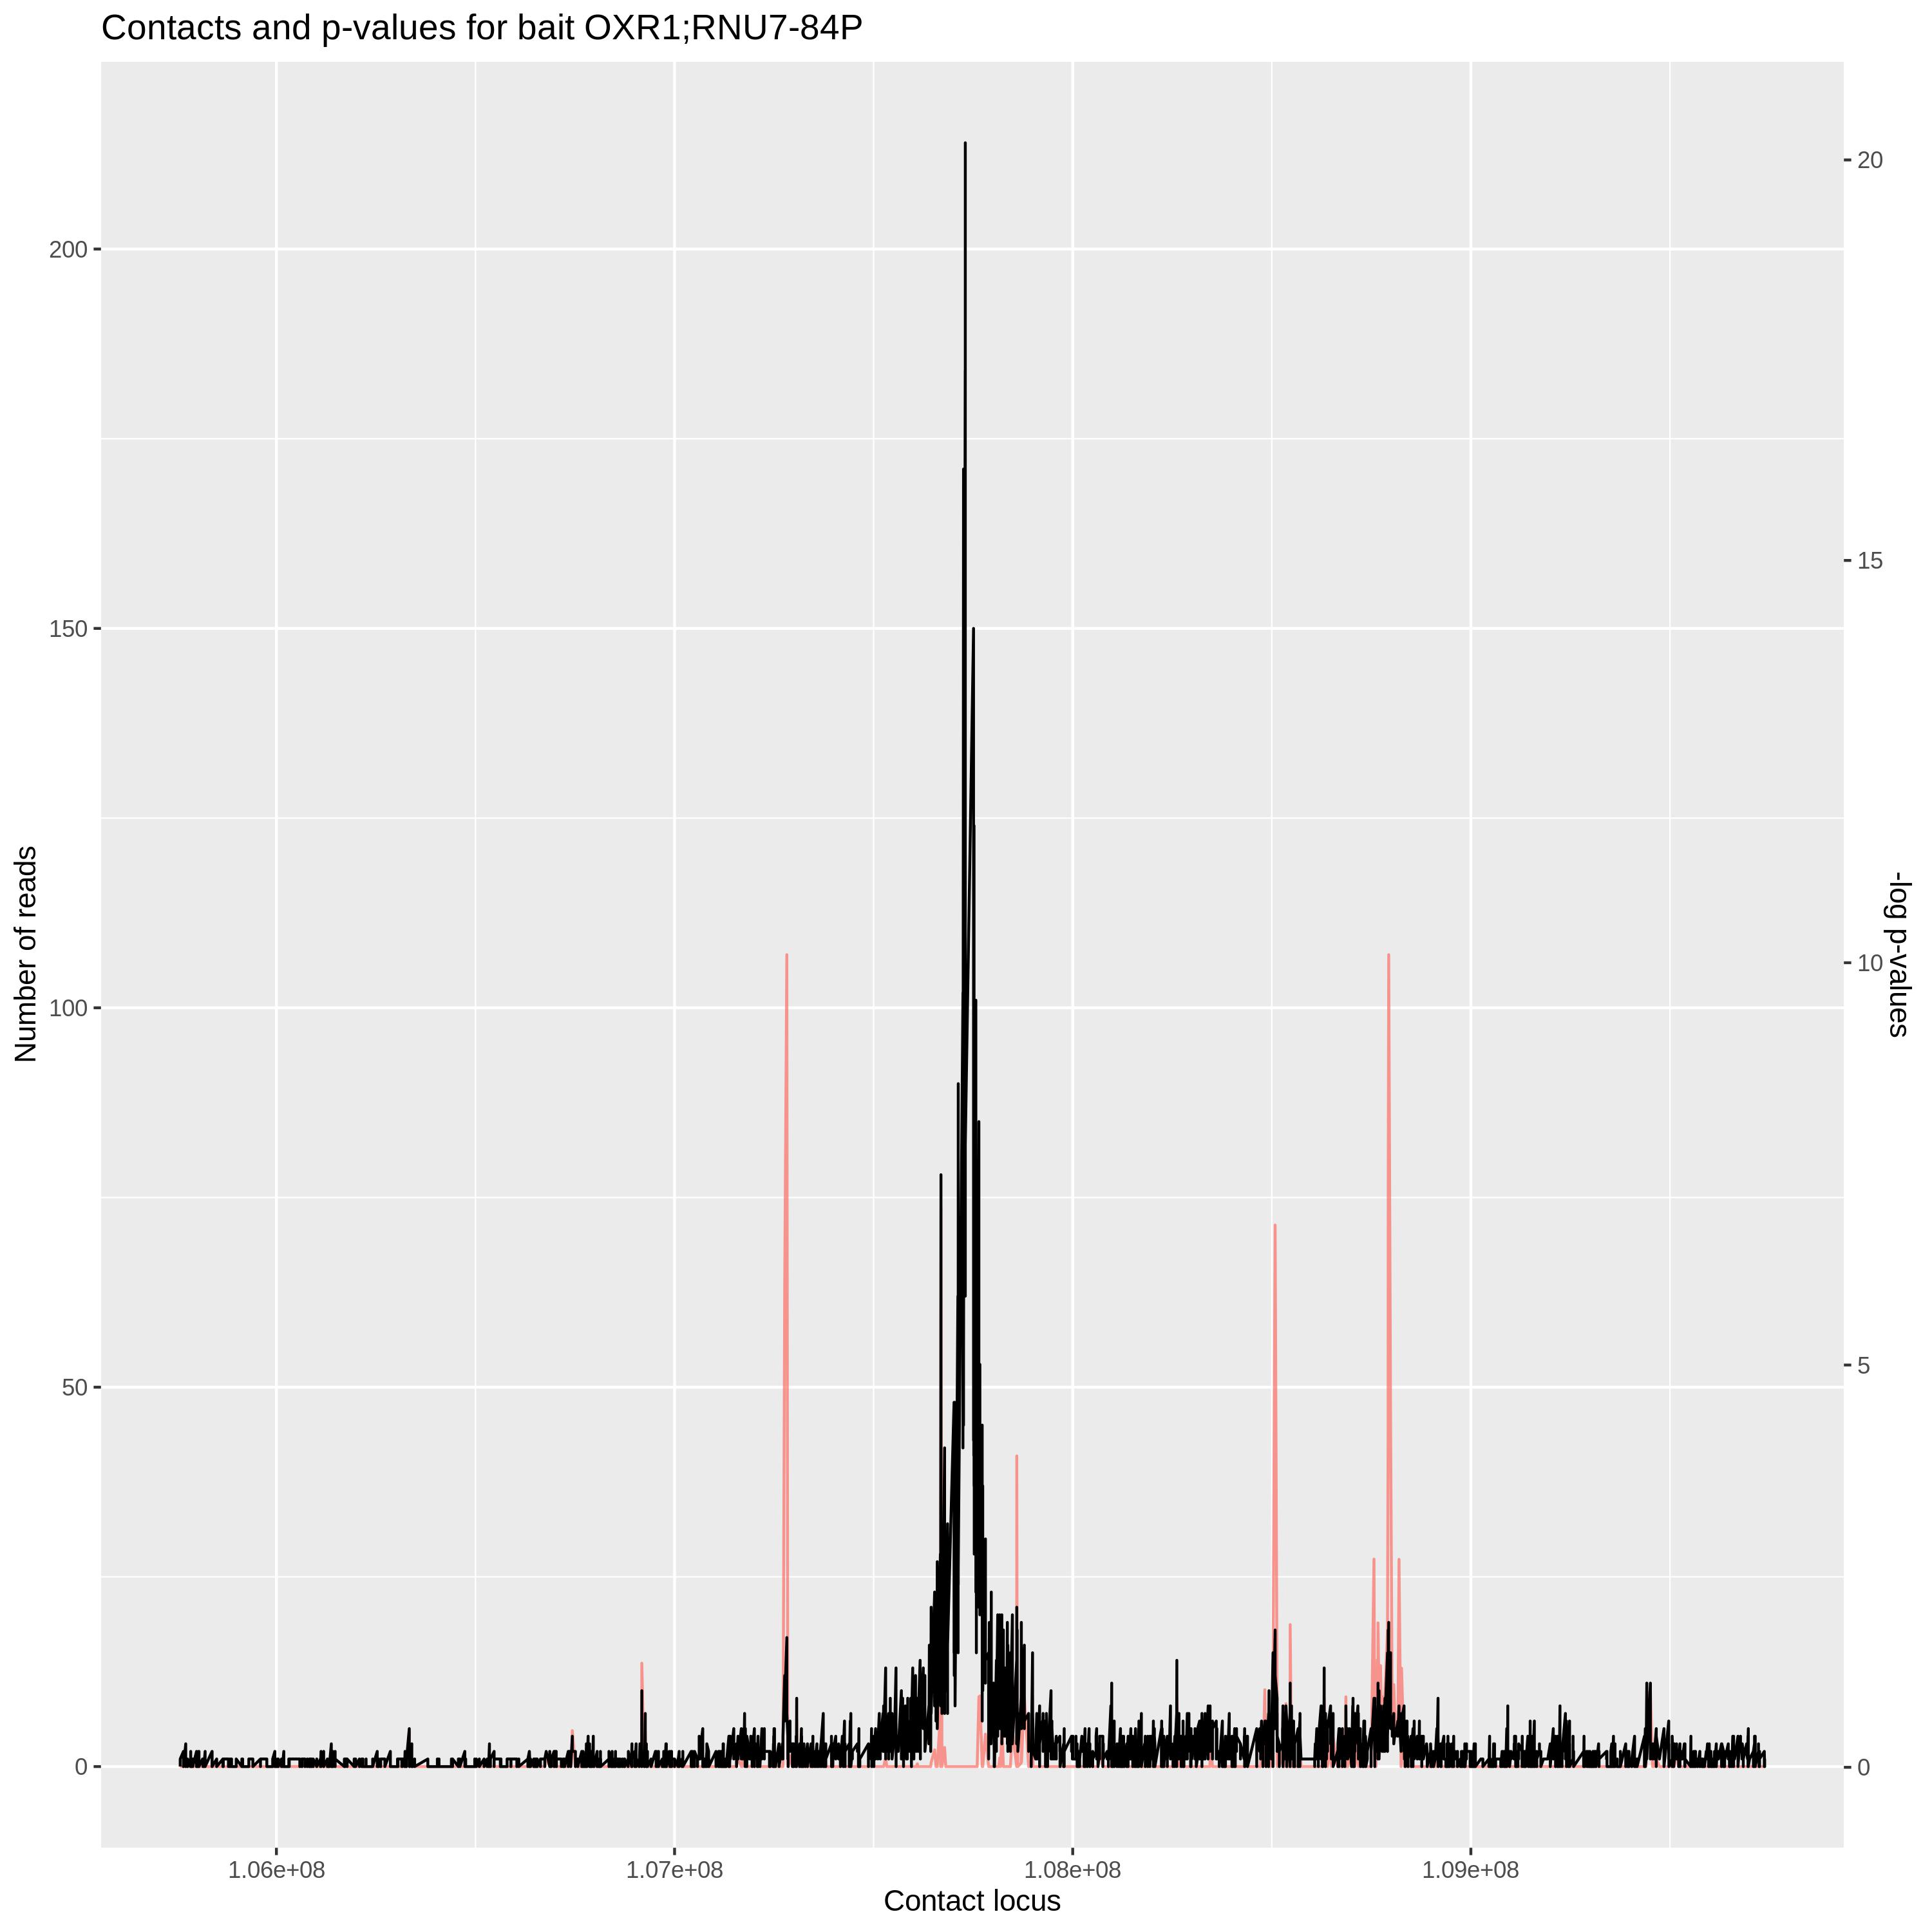 Contacts and p-values for bait OXR1;RNU7-84P
200
150
100
50
0
20
15
10
5
0
Number of reads
-log p-values
1.06e+08
1.07e+08
1.08e+08
1.09e+08
Contact locus